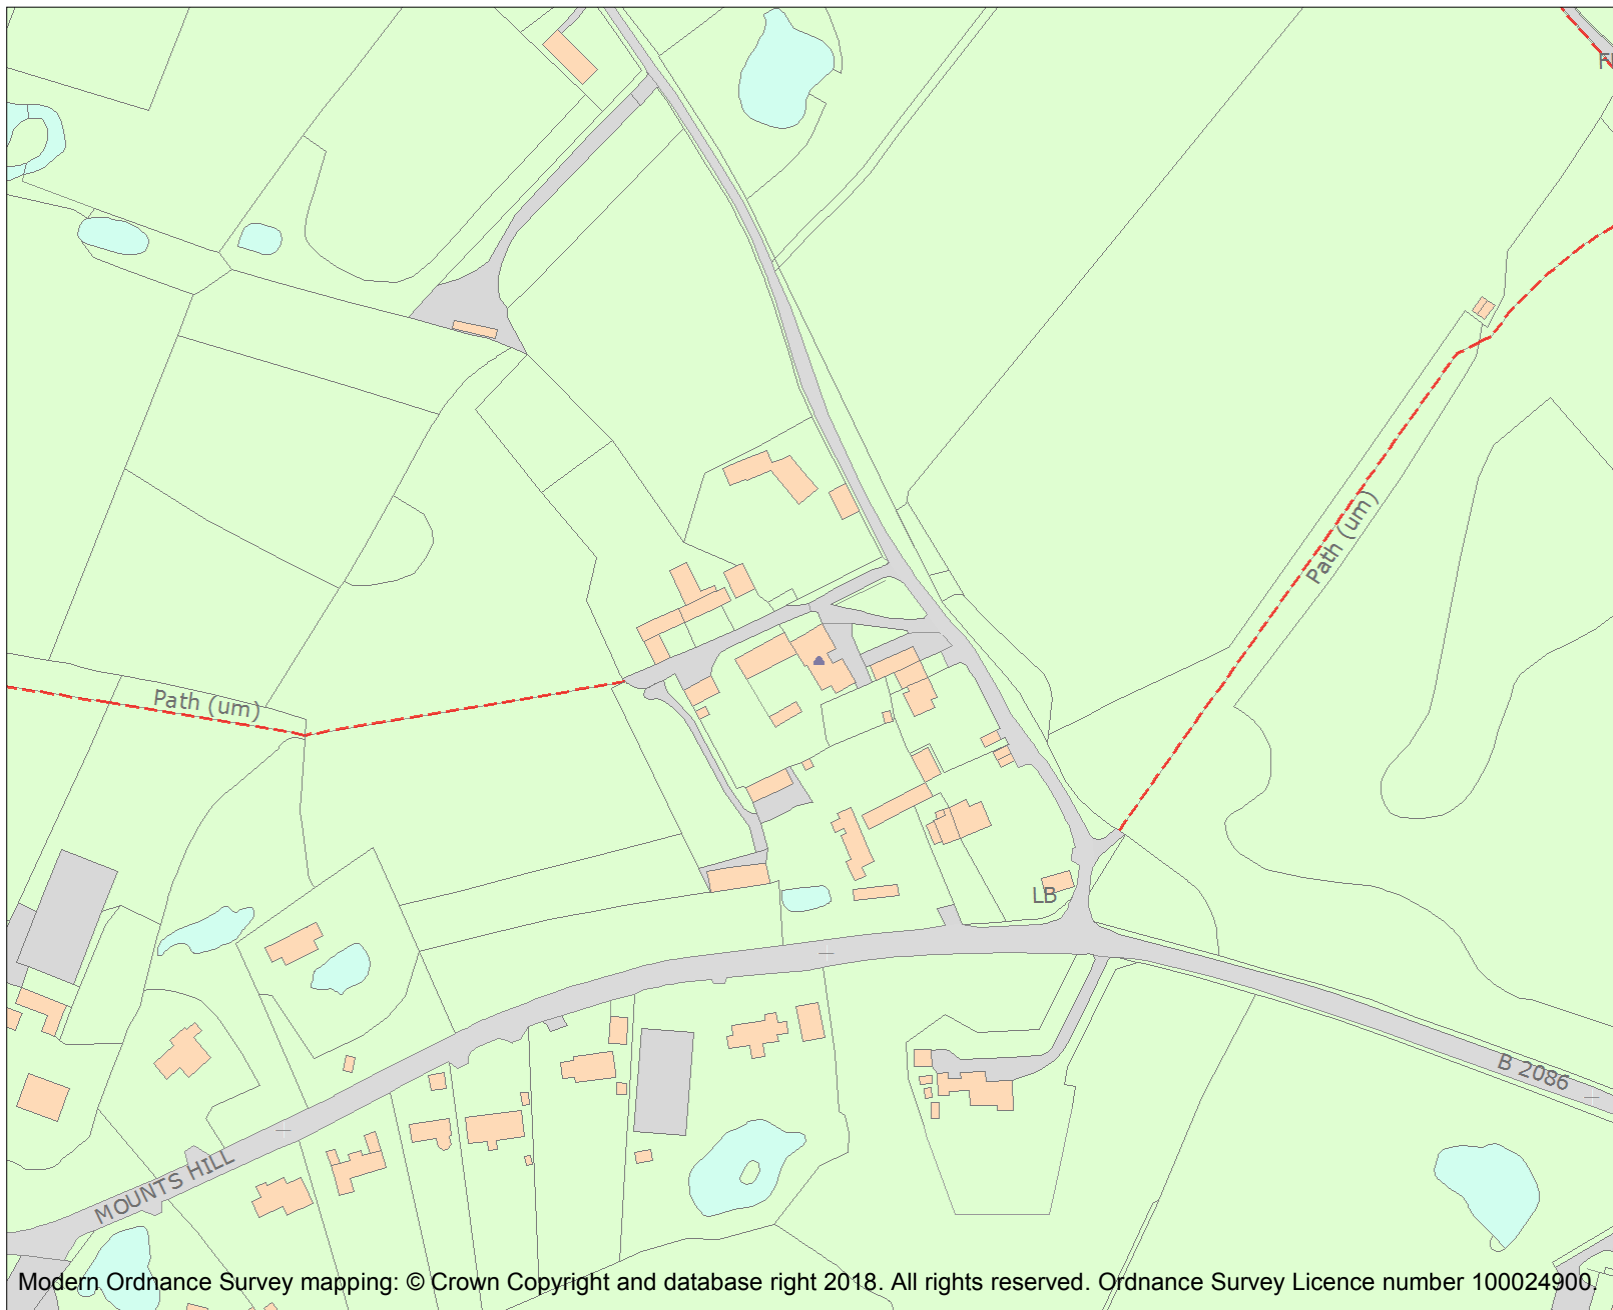 Path (um)
Path (um)
LB
B 2086
MOUNTS HILL
Modern Ordnance Survey mapping: © Crown Copyright and database right 2018. All rights reserved. Ordnance Survey Licence number 100024900.